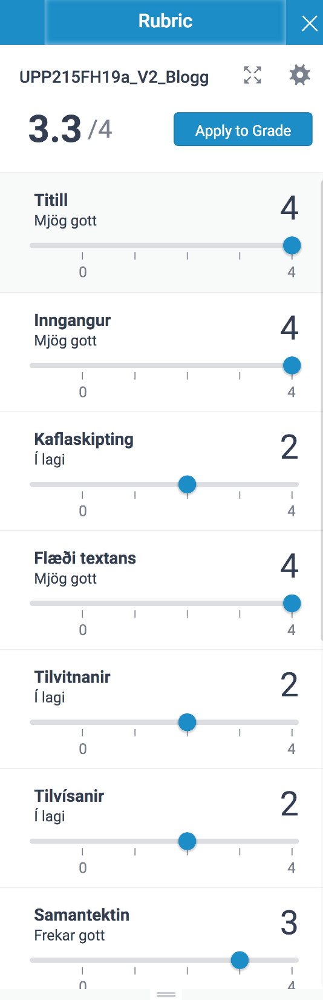 Rubric
UPP215FH19a_V2_Blogg
3.3 /4
Apply to Grade
Titill
4
Mjög gott
0 4
Inngangur
4
Mjög gott
0 4
Kaflaskipting
2
Í lagi
0 4
Flæði textans
4
Mjög gott
0 4
Tilvitnanir
2
Í lagi
0 4
Tilvísanir
2
Í lagi
0 4
Samantektin
3
Frekar gott
0 4